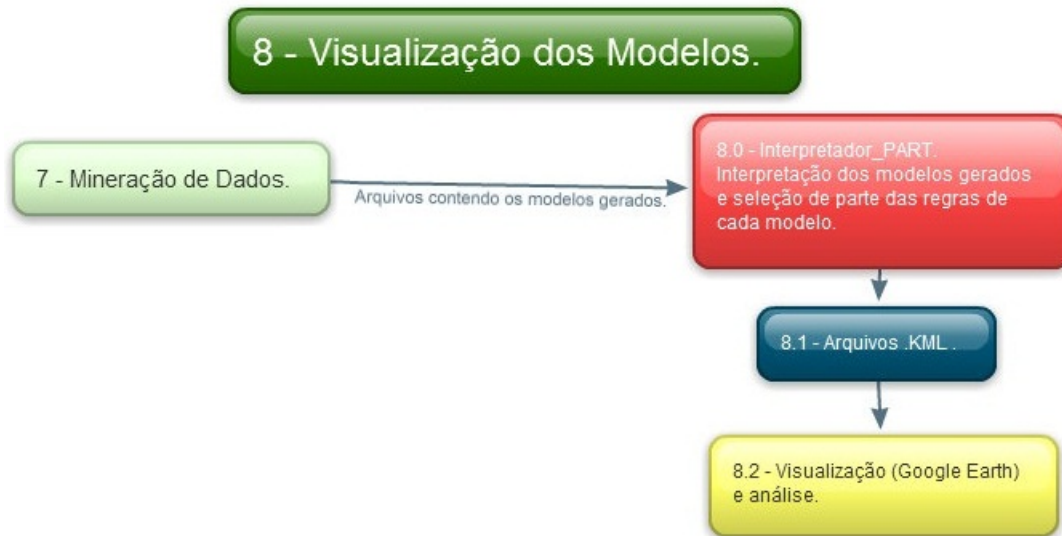 8 - Visualização dos Modelos.
7 - Mineração de Dados.
Arquivos contendo os modelos gerados.
8.0 - Interpretador_PART.
Interpretação dos modelos gerados
e seleção de parte das regras de
cada modelo.
8.1 - Arquivos .KML .
8.2 - Visualização (Google Earth)
e análise.